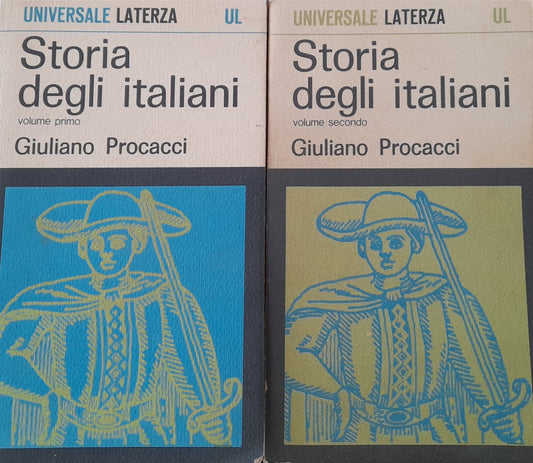 UNIVERSALE LATERZA UL
Storia
degli italiani
volume primo
Giuliano Procacci
UNIVERSALE LATERZA UL
Storia
degli italiani
volume secondo
Giuliano Procacci